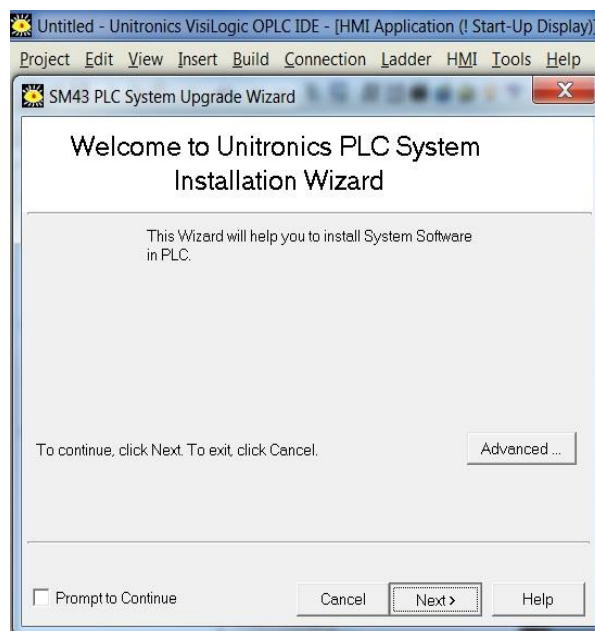 Untitled - Unitronics VisiLogic OPLC IDE - [HMI Application (! Start-Up Display)]
Project Edit View Insert Build Connection Ladder HMI Tools Help
SM43 PLC System Upgrade Wizard
X
Welcome to Unitronics PLC System
Installation Wizard
This Wizard will help you to install System Software
in PLC.
To continue, click Next. To exit, click Cancel.
Advanced ...
Prompt to Continue
Cancel
Next >
Help